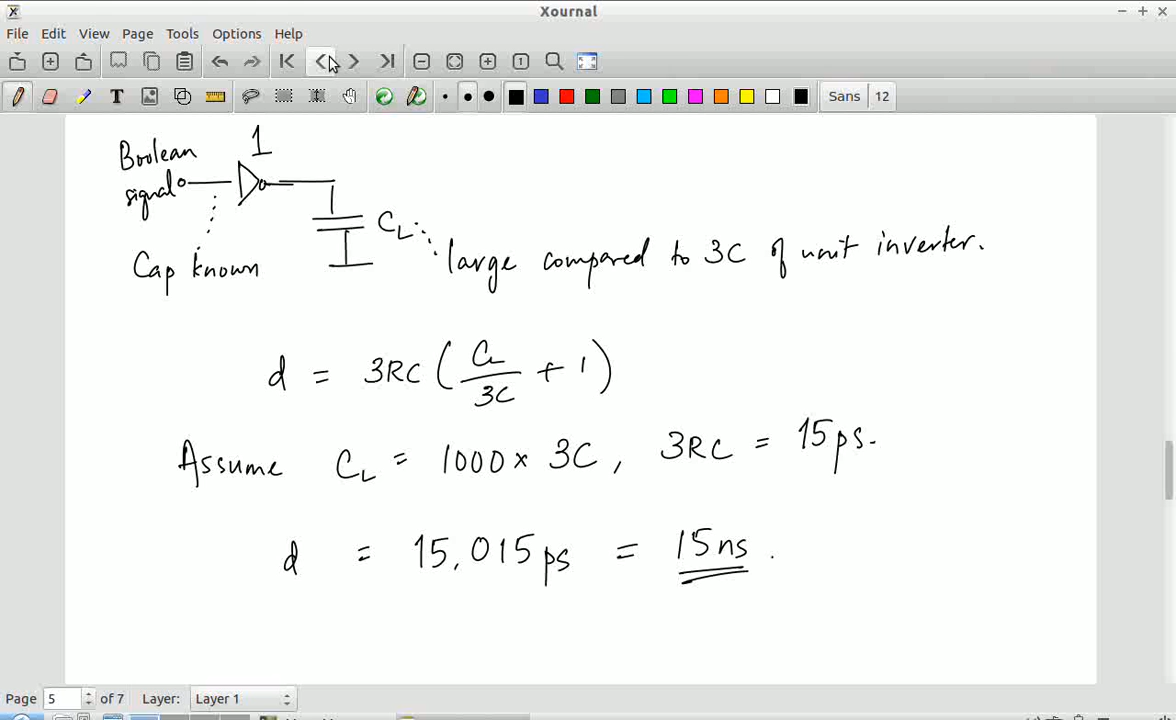 Xournal
File Edit View Page Tools Options Help
Sans 12
Boolean signal
1
Cap known
CL
large compared to 3C of unit inverter.
d = 3RC ( CL / 3C + 1 )
Assume CL = 1000 × 3C, 3RC = 15ps.
d = 15,015ps = 15ns.
Page 5 of 7 Layer: Layer 1